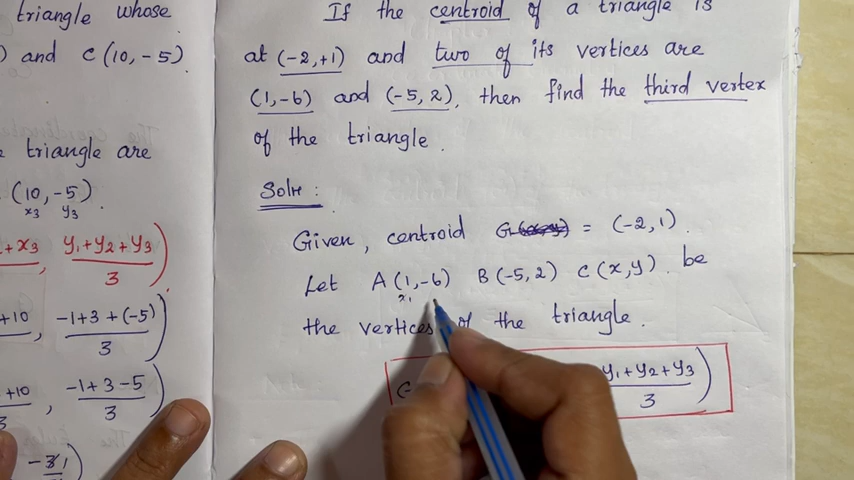 triangle whose
) and C (10, -5)
triangle are
(10, -5).
x3 y3
+ x3 , y1 + y2 + y3 / 3 ) .
+10 , -1 + 3 + (-5) / 3 )
+10 / 3 , -1 + 3 - 5 / 3 )
If the centroid of a triangle is
at (-2, +1) and two of its vertices are
(1, -6) and (-5, 2), then find the third vertex
of the triangle.
Soln :
Given, centroid G = (-2, 1).
Let A (1, -6) B (-5, 2) C (x, y) be
the vertices of the triangle.
y1 + y2 + y3 / 3 )